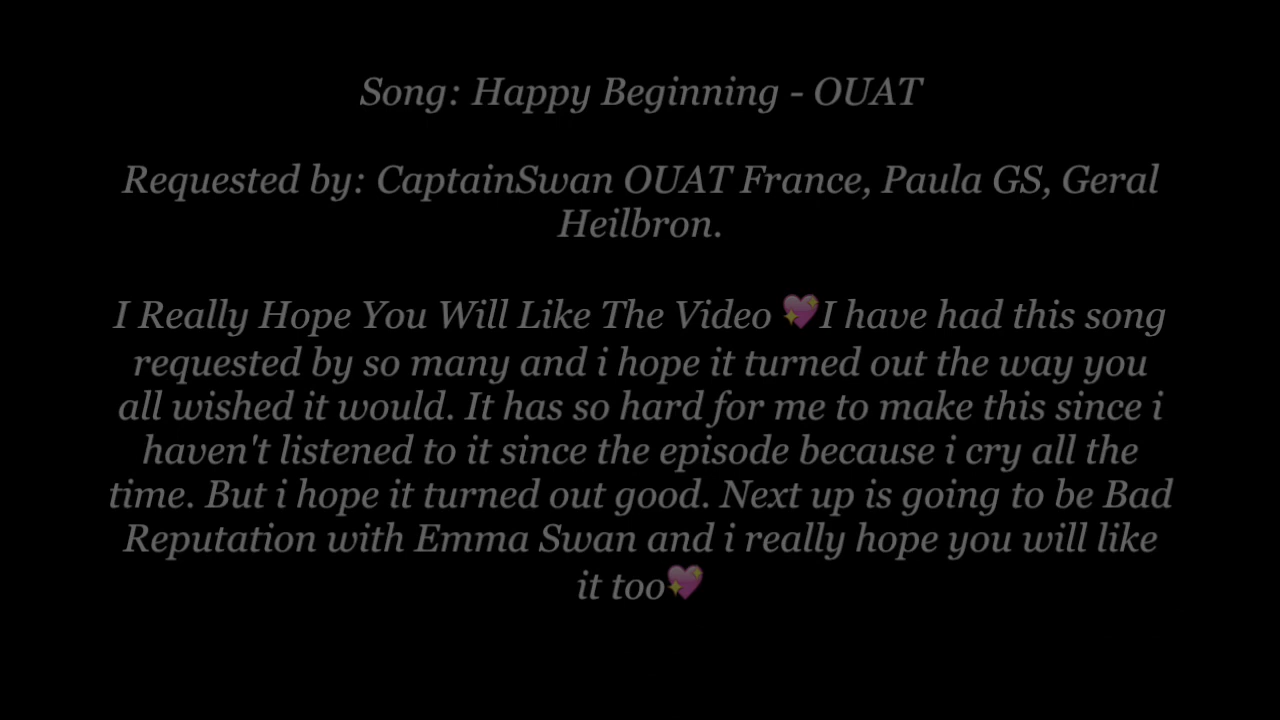 Song: Happy Beginning - OUAT
Requested by: CaptainSwan OUAT France, Paula GS, Geral
Heilbron.
I Really Hope You Will Like The Video 💖I have had this song
requested by so many and i hope it turned out the way you
all wished it would. It has so hard for me to make this since i
haven't listened to it since the episode because i cry all the
time. But i hope it turned out good. Next up is going to be Bad
Reputation with Emma Swan and i really hope you will like
it too💖